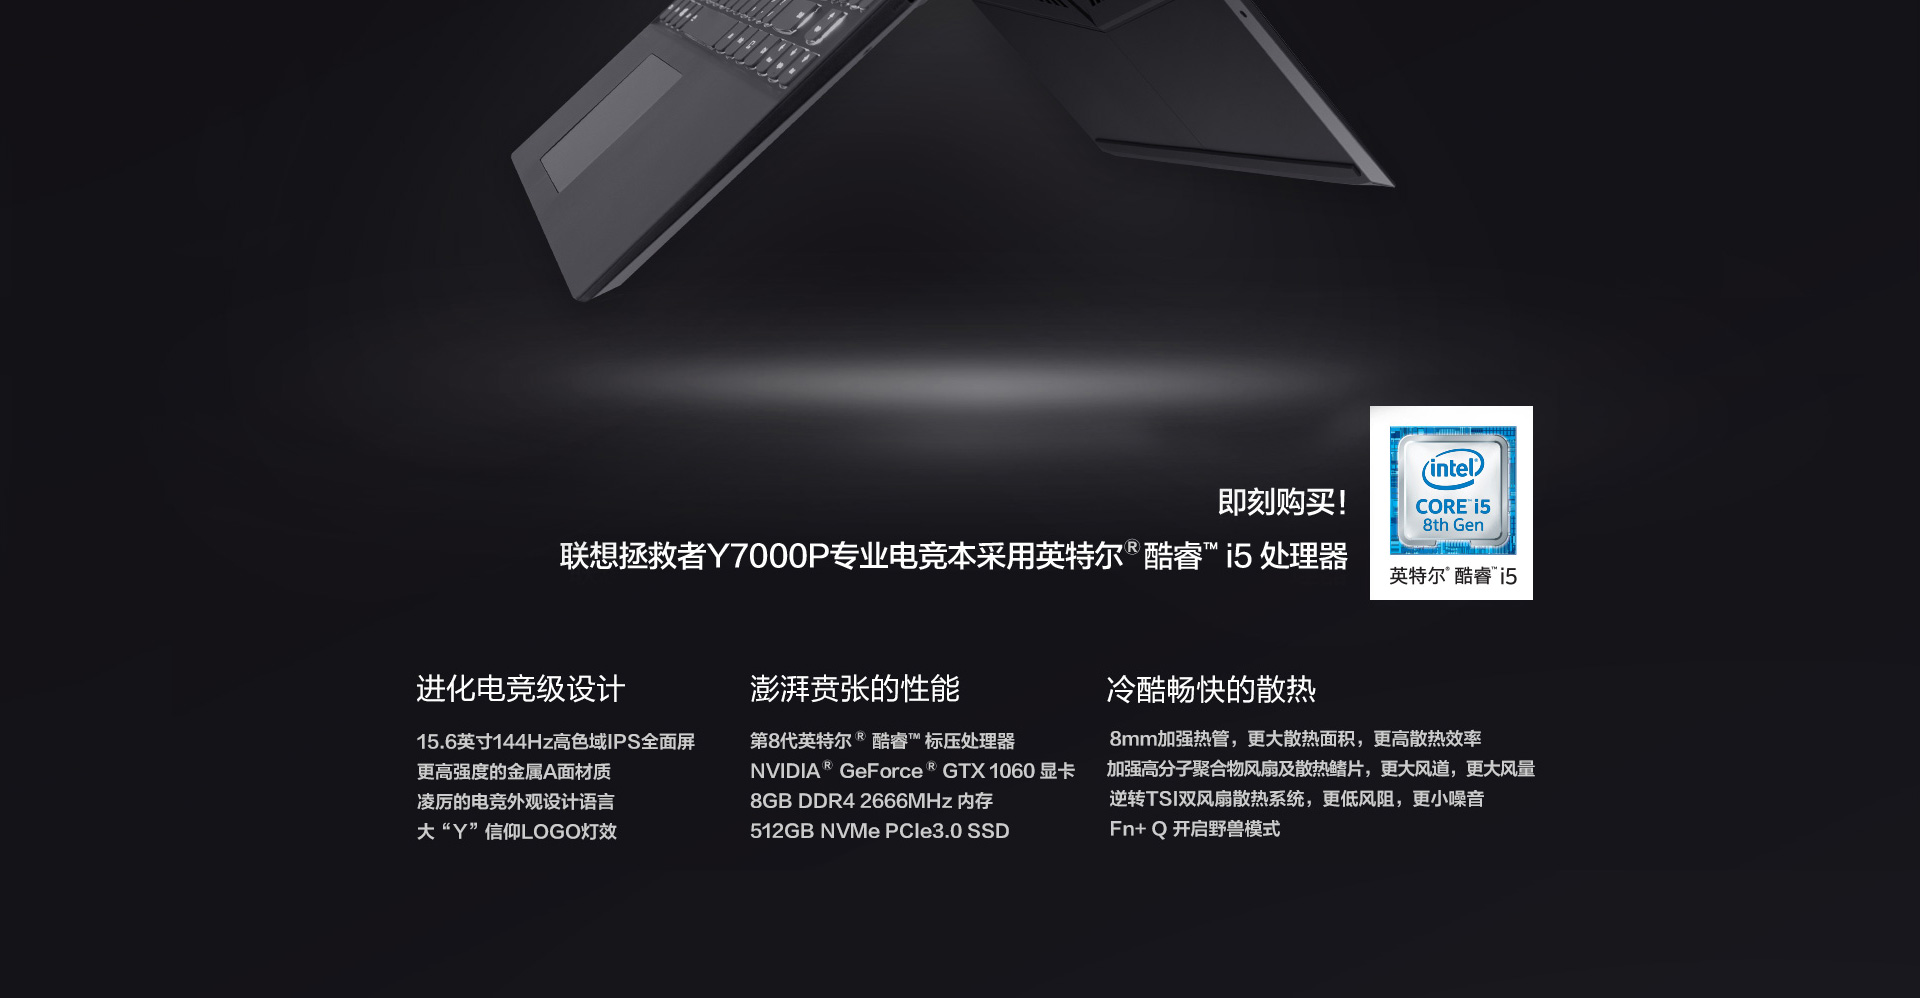 即刻购买！
联想拯救者Y7000P专业电竞本采用英特尔®酷睿™ i5 处理器
intel
CORE™ i5
8th Gen
英特尔® 酷睿™ i5
进化电竞级设计
15.6英寸144Hz高色域IPS全面屏
更高强度的金属A面材质
凌厉的电竞外观设计语言
大“Y”信仰LOGO灯效
澎湃贲张的性能
第8代英特尔® 酷睿™ 标压处理器
NVIDIA® GeForce® GTX 1060 显卡
8GB DDR4 2666MHz 内存
512GB NVMe PCIe3.0 SSD
冷酷畅快的散热
8mm加强热管，更大散热面积，更高散热效率
加强高分子聚合物风扇及散热鳍片，更大风道，更大风量
逆转TSI双风扇散热系统，更低风阻，更小噪音
Fn+ Q 开启野兽模式